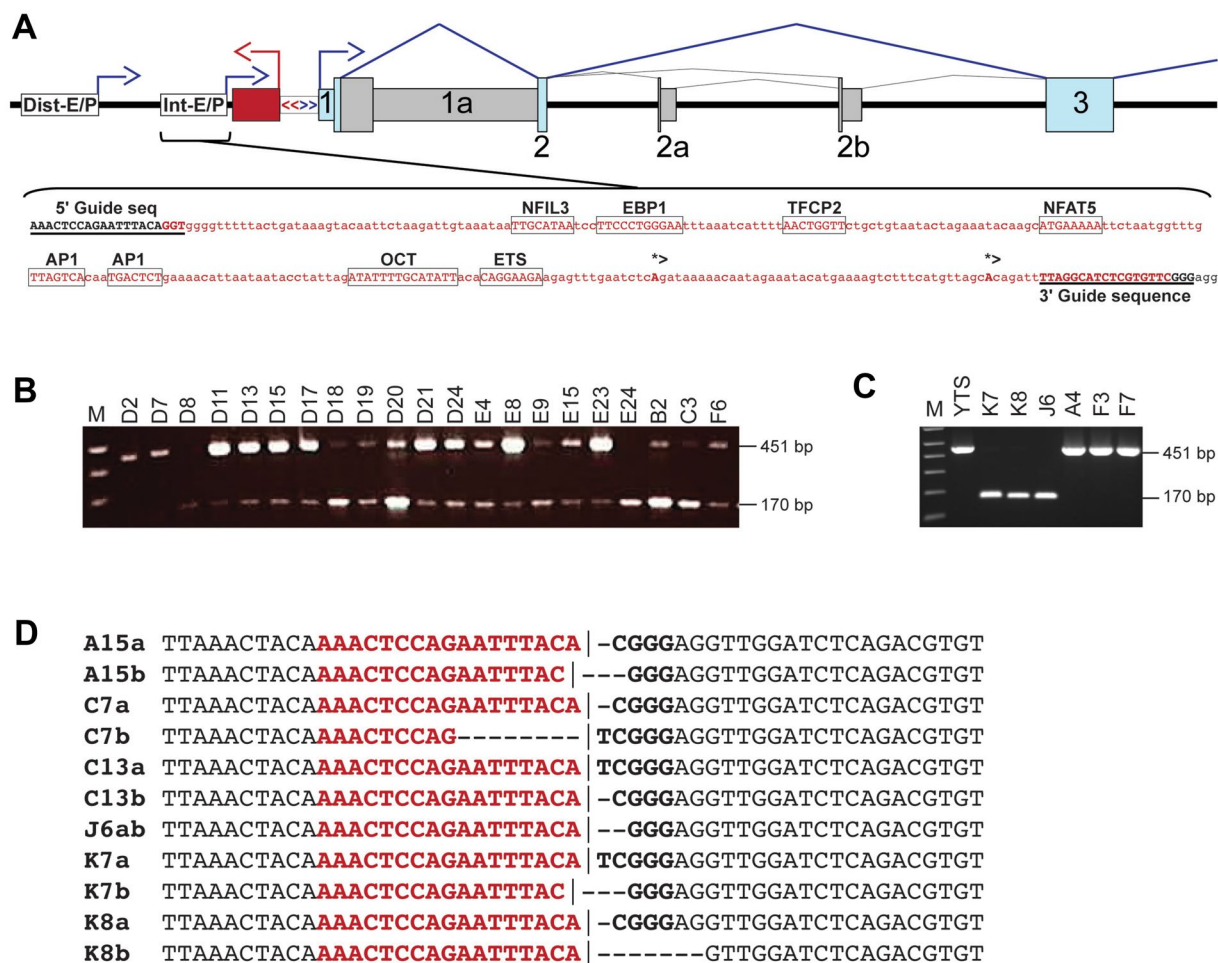 A
Dist-E/P Int-E/P <<>> 1 1a 3
2 2a 2b
5' Guide seq NFIL3 EBP1 TFCP2 NFAT5
AAACTCCAGAATTTACAGGTggggtttttactgataaagtacaatctaagattgtaaataaTTGCATAAtccTTCCCTGGGAAtttaaatcattttAACTGGTTctgctgtaatactagaaatacaagcATGAAAAAttctaatggtttg
AP1 AP1 OCT ETS *> *>
TTAGTCAcaaTGACTCTgaaaacattaataatacctattagATATTTTGCATATTacaCAGGAAGAagagtttgaatctcAgataaaaacaatagaaatacatgaaaagtctttcatgttagcAcagattTTAGGCATCTCGTGTTCGGGagg
3' Guide sequence
B
M D2 D7 D8 D11 D13 D15 D17 D18 D19 D20 D21 D24 E4 E8 E9 E15 E23 E24 B2 C3 F6
451 bp
170 bp
C
M YTS K7 K8 J6 A4 F3 F7
451 bp
170 bp
D
A15a TTAAACTACAAAACTCCAGAATTTACA|-CGGGAGGTTGGATCTCAGACGTGT
A15b TTAAACTACAAAACTCCAGAATTTAC|---GGGAGGTTGGATCTCAGACGTGT
C7a TTAAACTACAAAACTCCAGAATTTACA|-CGGGAGGTTGGATCTCAGACGTGT
C7b TTAAACTACAAAACTCCAG--------|TCGGGAGGTTGGATCTCAGACGTGT
C13a TTAAACTACAAAACTCCAGAATTTACA|TCGGGAGGTTGGATCTCAGACGTGT
C13b TTAAACTACAAAACTCCAGAATTTACA|-CGGGAGGTTGGATCTCAGACGTGT
J6ab TTAAACTACAAAACTCCAGAATTTACA|--GGGAGGTTGGATCTCAGACGTGT
K7a TTAAACTACAAAACTCCAGAATTTACA|TCGGGAGGTTGGATCTCAGACGTGT
K7b TTAAACTACAAAACTCCAGAATTTAC|---GGGAGGTTGGATCTCAGACGTGT
K8a TTAAACTACAAAACTCCAGAATTTACA|-CGGGAGGTTGGATCTCAGACGTGT
K8b TTAAACTACAAAACTCCAGAATTTACA|-------GTTGGATCTCAGACGTGT